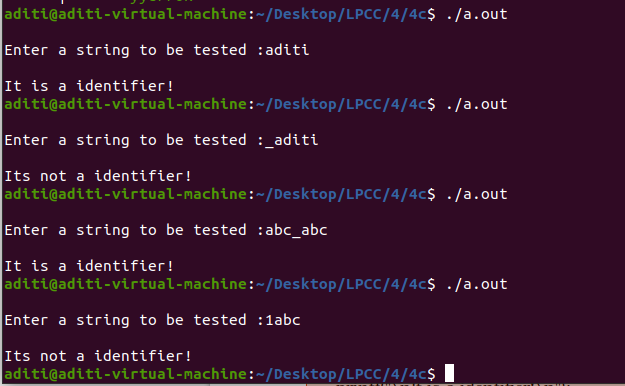 aditi@aditi-virtual-machine:~/Desktop/LPCC/4/4c$ ./a.out
Enter a string to be tested :aditi
It is a identifier!
aditi@aditi-virtual-machine:~/Desktop/LPCC/4/4c$ ./a.out
Enter a string to be tested :_aditi
Its not a identifier!
aditi@aditi-virtual-machine:~/Desktop/LPCC/4/4c$ ./a.out
Enter a string to be tested :abc_abc
It is a identifier!
aditi@aditi-virtual-machine:~/Desktop/LPCC/4/4c$ ./a.out
Enter a string to be tested :1abc
Its not a identifier!
aditi@aditi-virtual-machine:~/Desktop/LPCC/4/4c$